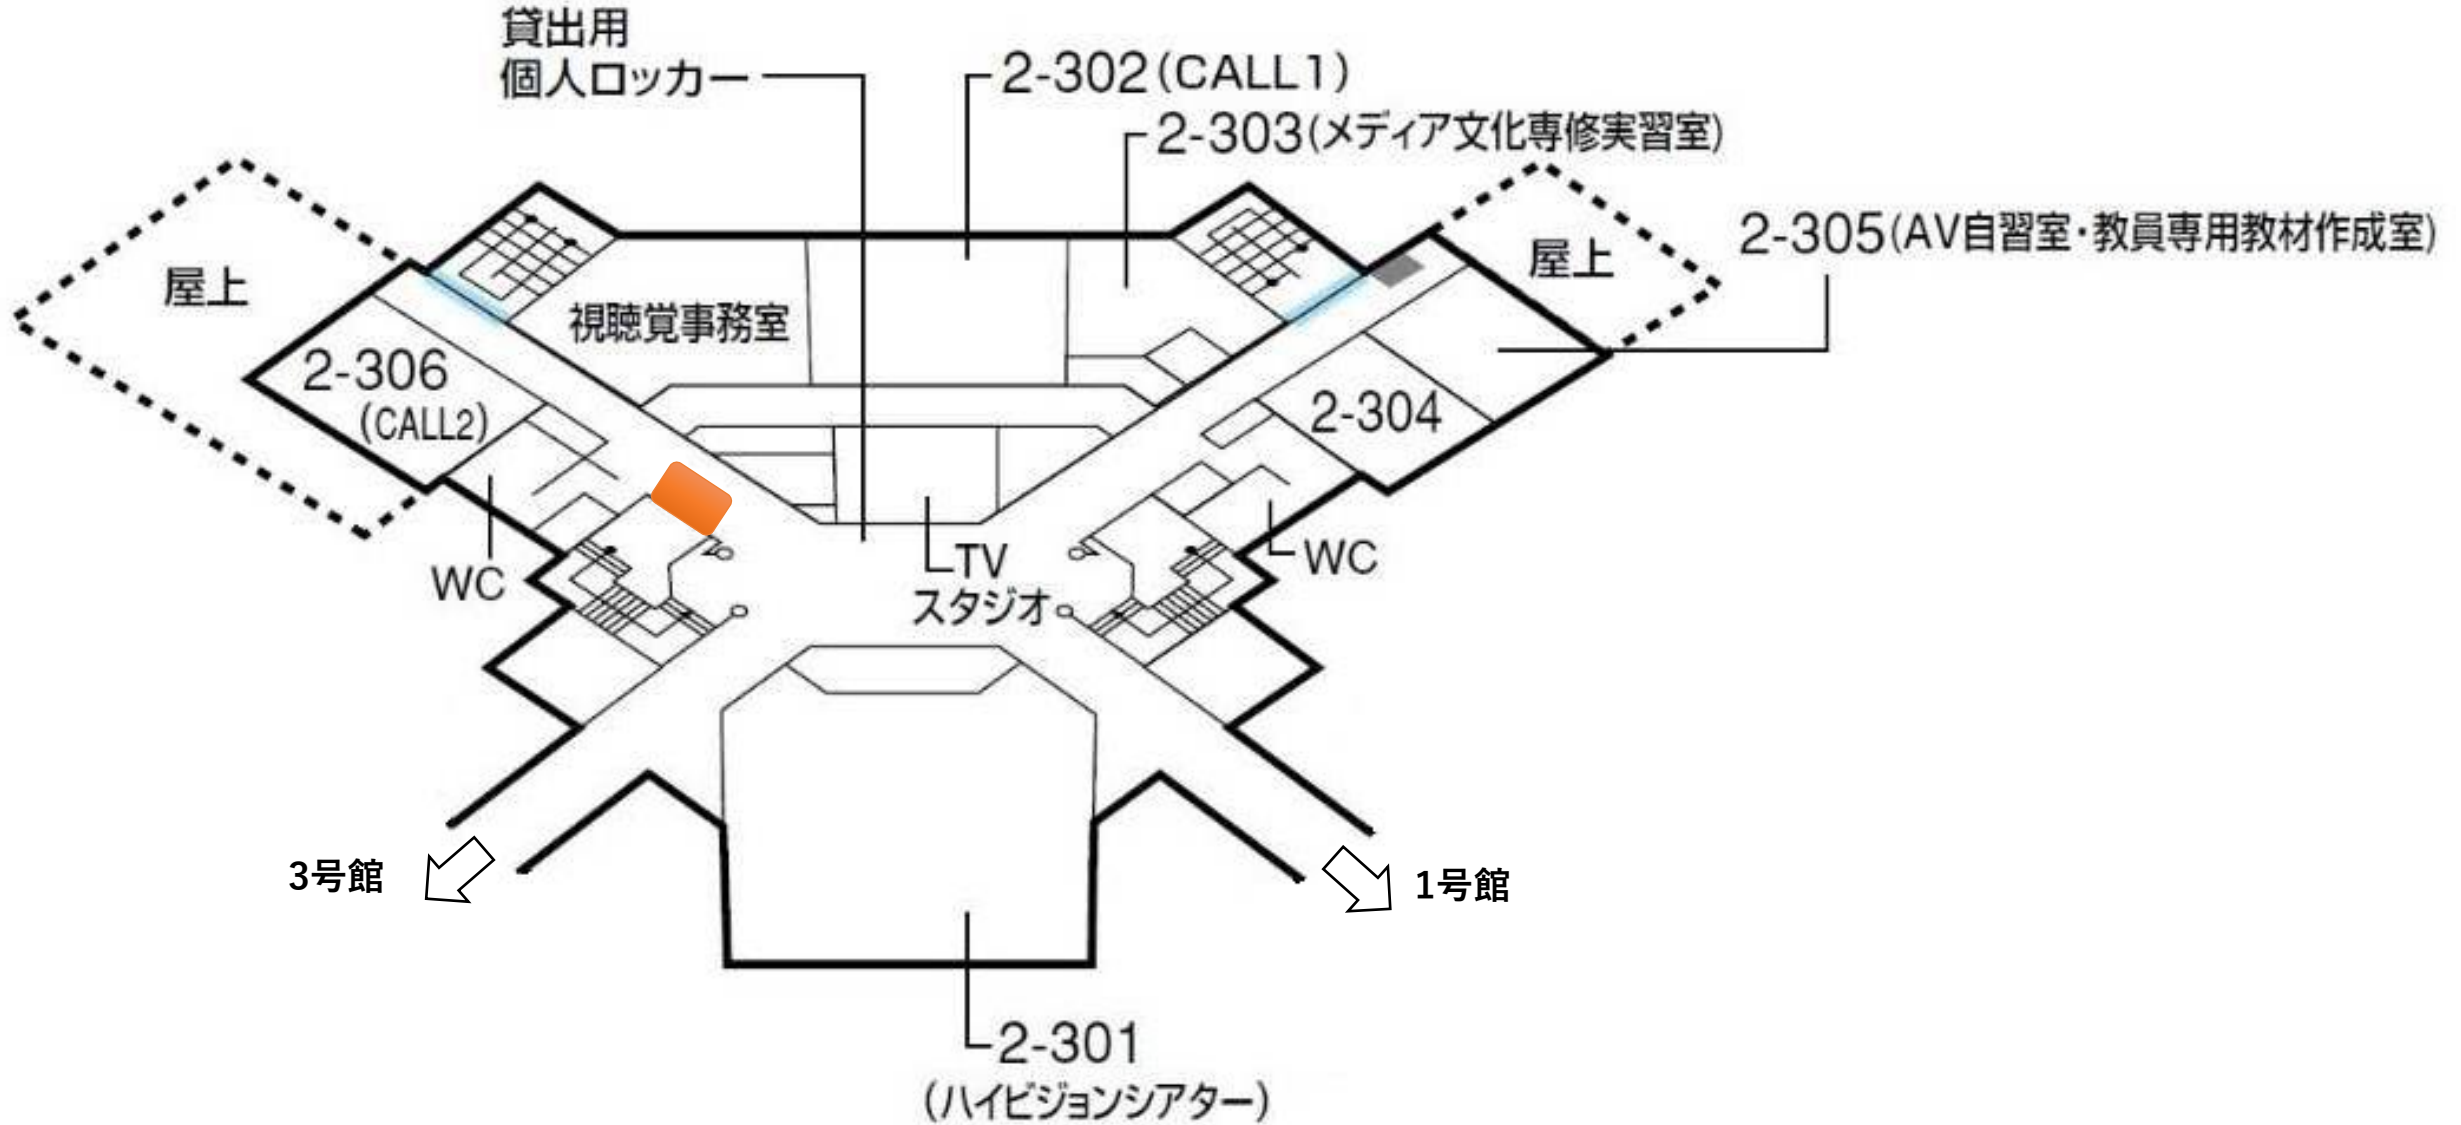 貸出用
個人ロッカー
2-302(CALL1)
2-303(メディア文化専修実習室)
2-305(AV自習室・教員専用教材作成室)
屋上
屋上
視聴覚事務室
2-306
(CALL2)
2-304
WC
TV
スタジオ
WC
3号館
1号館
2-301
(ハイビジョンシアター)